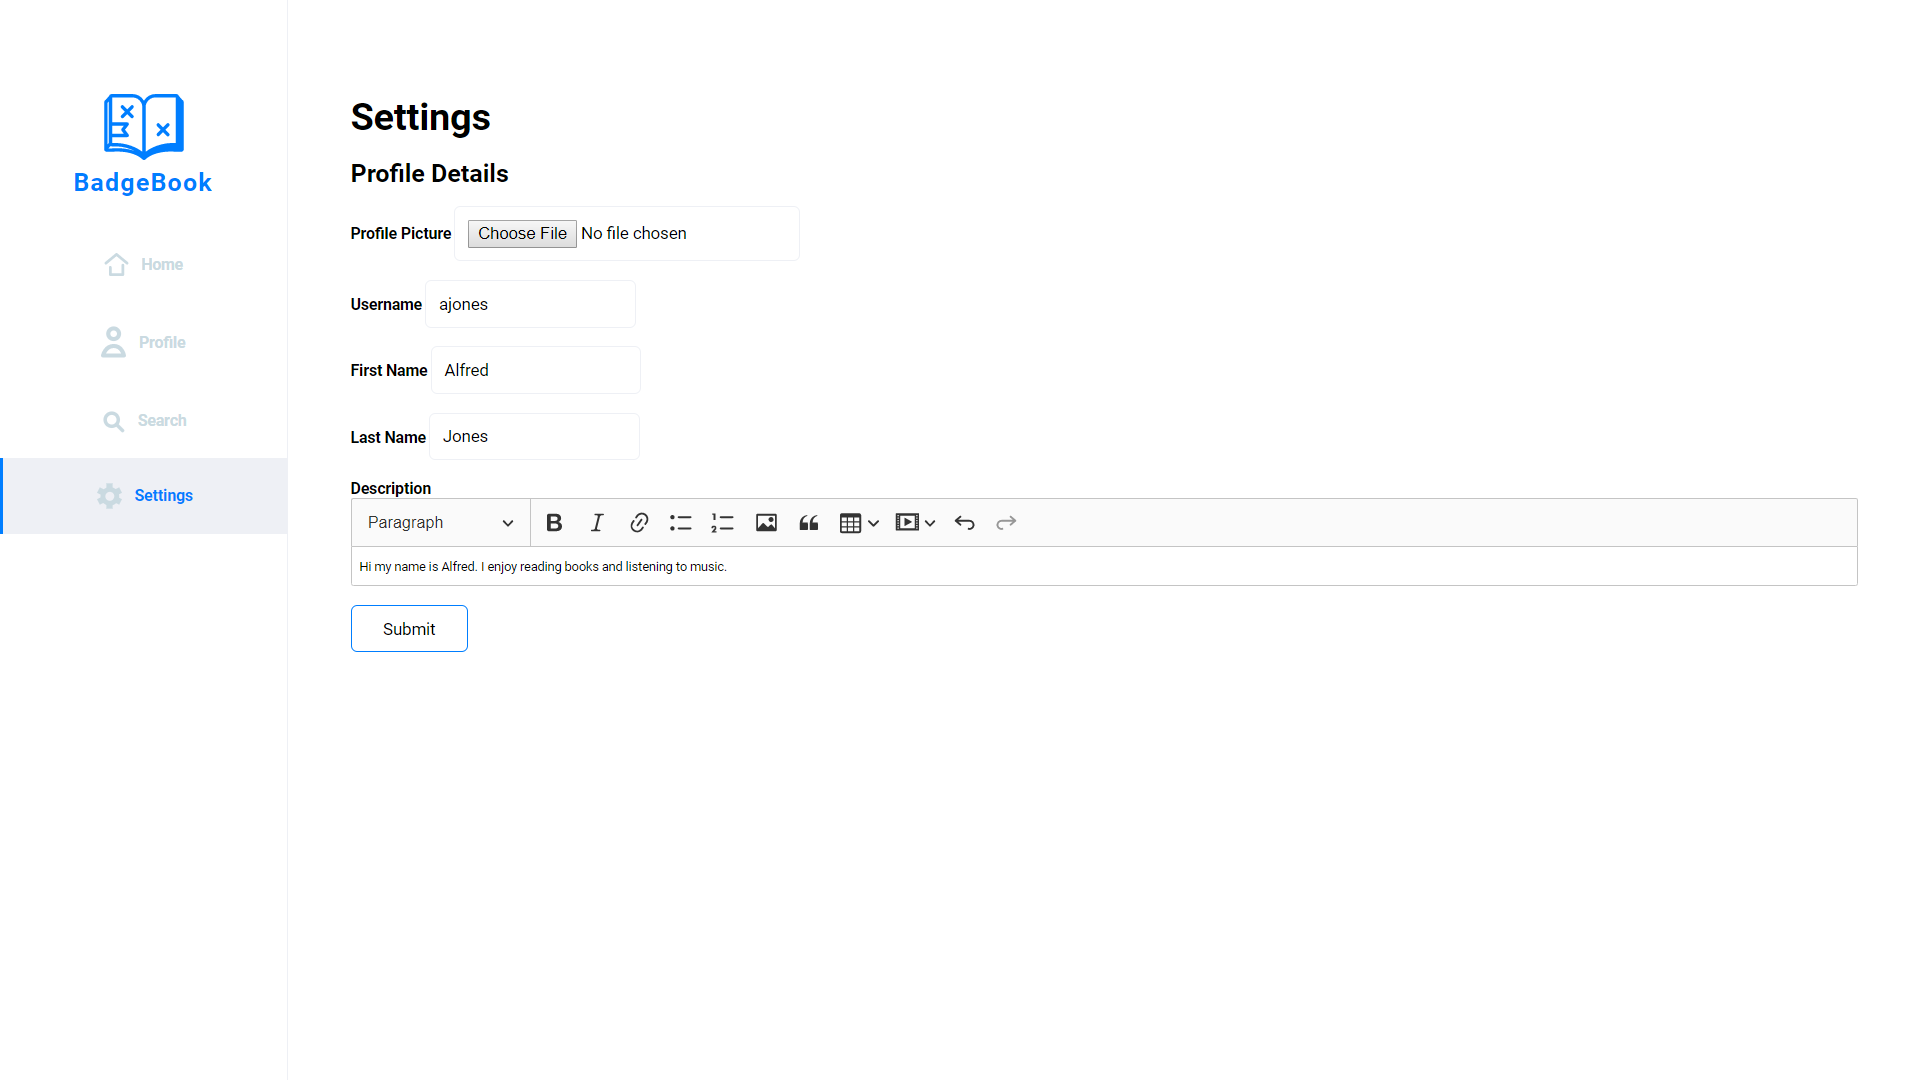 BadgeBook
Home
Profile
Search
Settings
Settings
Profile Details
Profile Picture Choose File No file chosen
Username ajones
First Name Alfred
Last Name Jones
Description
Paragraph
Hi my name is Alfred. I enjoy reading books and listening to music.
Submit